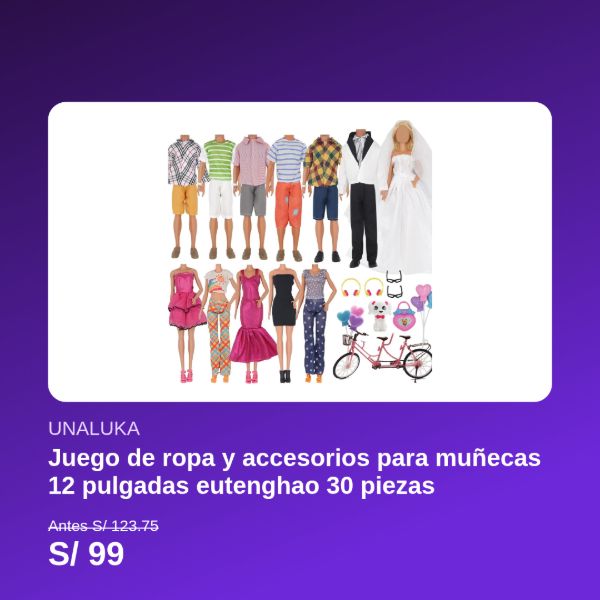 UNALUKA
Juego de ropa y accesorios para muñecas
12 pulgadas eutenghao 30 piezas
Antes S/ 123.75
S/ 99